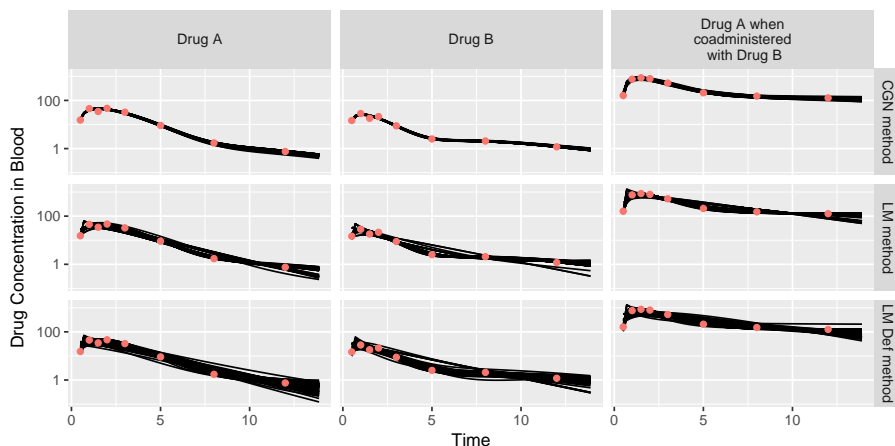 Drug A
Drug B
Drug A when
coadministered
with Drug B
Drug Concentration in Blood
100
1
CGN method
100
1
LM method
100
1
LM Def method
0
5
10
0
5
10
0
5
10
Time